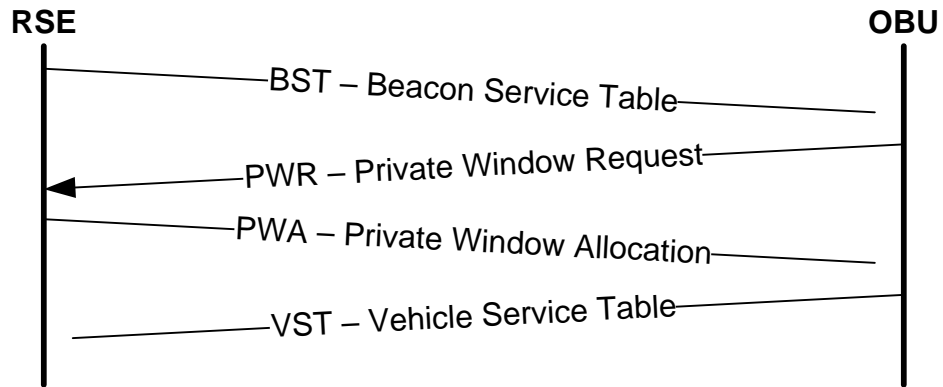 RSE
OBU
BST – Beacon Service Table
PWR – Private Window Request
PWA – Private Window Allocation
VST – Vehicle Service Table